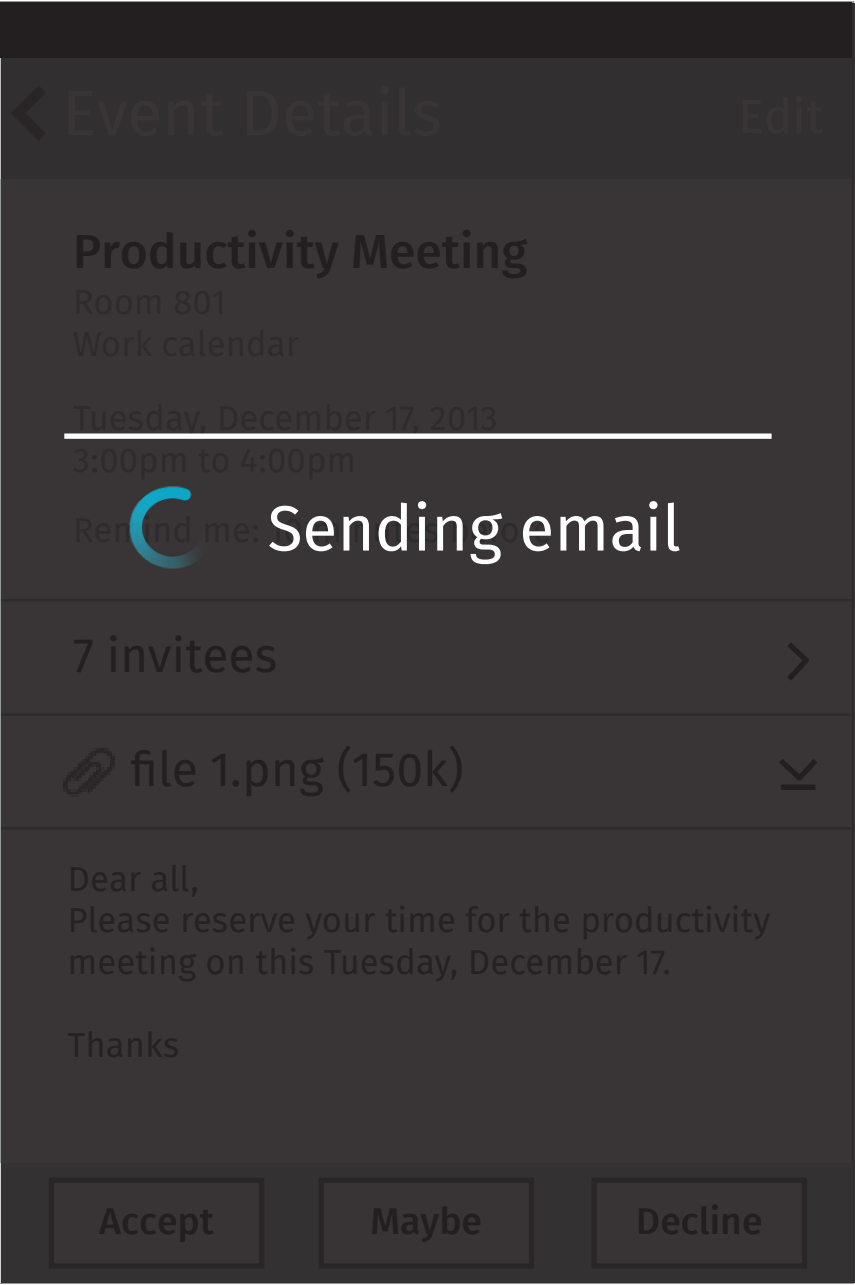 Event Details
Edit
Productivity Meeting
Room 801
Work calendar
Tuesday, December 17, 2013
3:00pm to 4:00pm
Remind me:
Sending email
7 invitees
file 1.png (150k)
Dear all,
Please reserve your time for the productivity
meeting on this Tuesday, December 17.
Thanks
Accept
Maybe
Decline